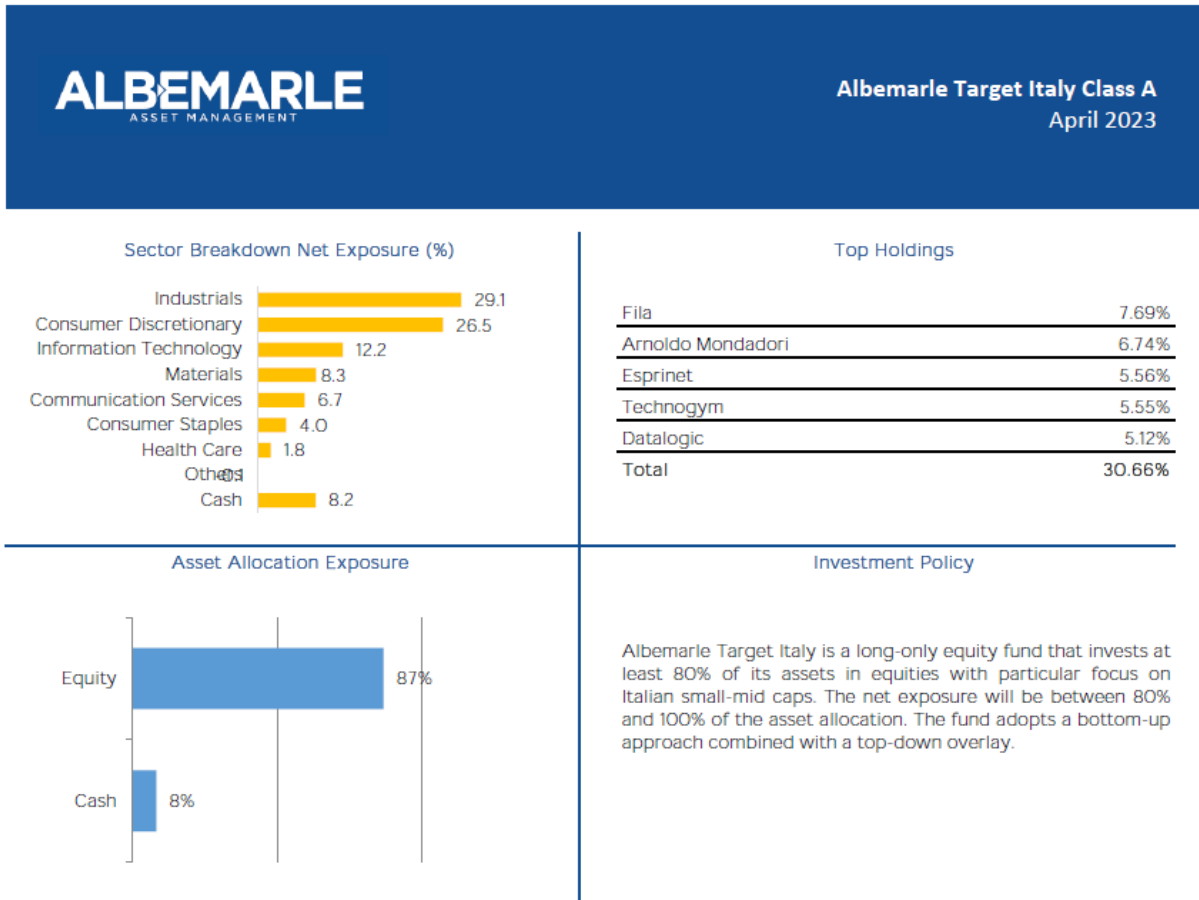 ALBEMARLE
ASSET MANAGEMENT
Albemarle Target Italy Class A
April 2023
Sector Breakdown Net Exposure (%)
Industrials 29.1
Consumer Discretionary 26.5
Information Technology 12.2
Materials 8.3
Communication Services 6.7
Consumer Staples 4.0
Health Care 1.8
Others -0.1
Cash 8.2
Top Holdings
Fila 7.69%
Arnoldo Mondadori 6.74%
Esprinet 5.56%
Technogym 5.55%
Datalogic 5.12%
Total 30.66%
Asset Allocation Exposure
Equity 87%
Cash 8%
Investment Policy
Albemarle Target Italy is a long-only equity fund that invests at
least 80% of its assets in equities with particular focus on
Italian small-mid caps. The net exposure will be between 80%
and 100% of the asset allocation. The fund adopts a bottom-up
approach combined with a top-down overlay.